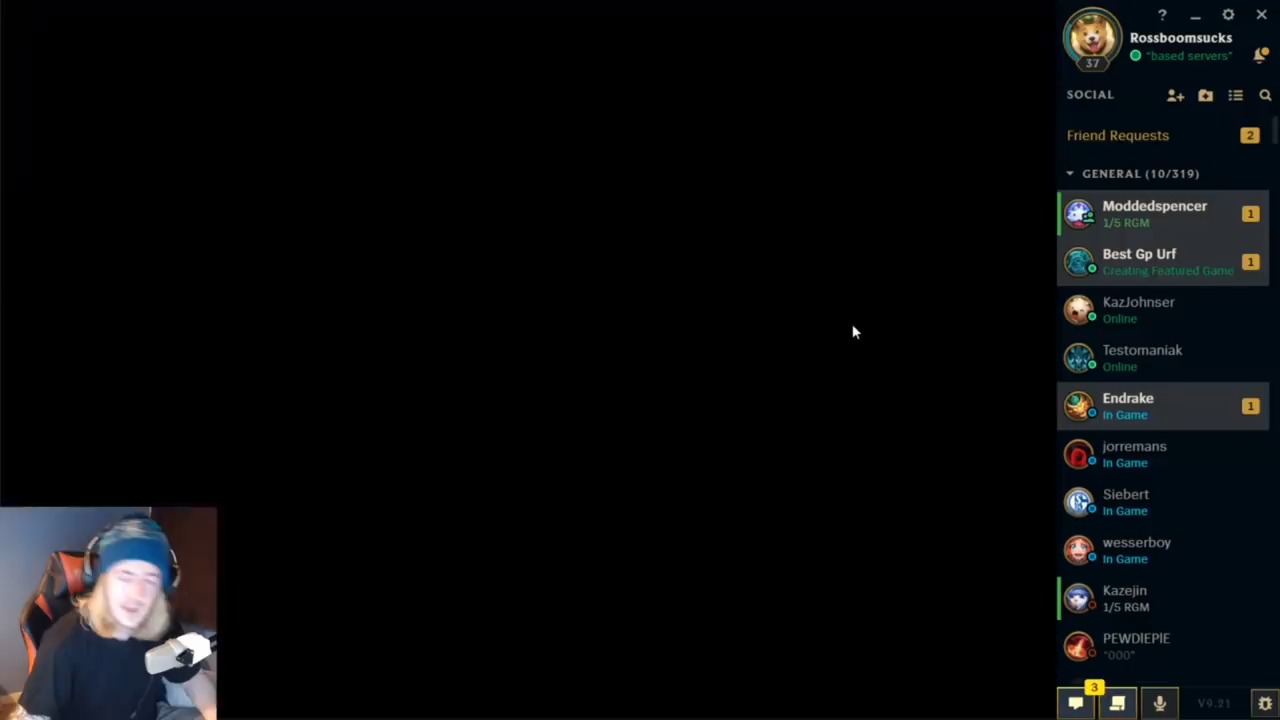 ?
Rossboomsucks
37
"based servers"
SOCIAL
Friend Requests
2
GENERAL (10/319)
Moddedspencer
1/5 RGM
1
Best Gp Urf
Creating Featured Game
1
KazJohnser
Online
Testomaniak
Online
Endrake
In Game
1
jorremans
In Game
Siebert
In Game
wesserboy
In Game
Kazejin
1/5 RGM
PEWDIEPIE
"000"
3
V9.21